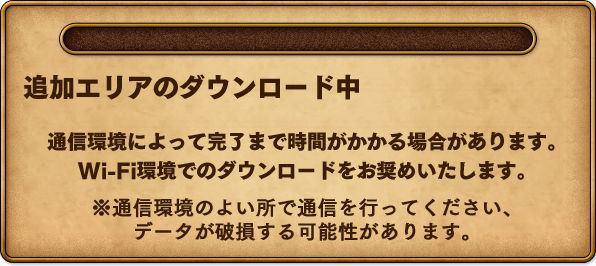 追加エリアのダウンロード中
通信環境によって完了まで時間がかかる場合があります。
Wi-Fi環境でのダウンロードをお奨めいたします。
※通信環境のよい所で通信を行ってください、
データが破損する可能性があります。